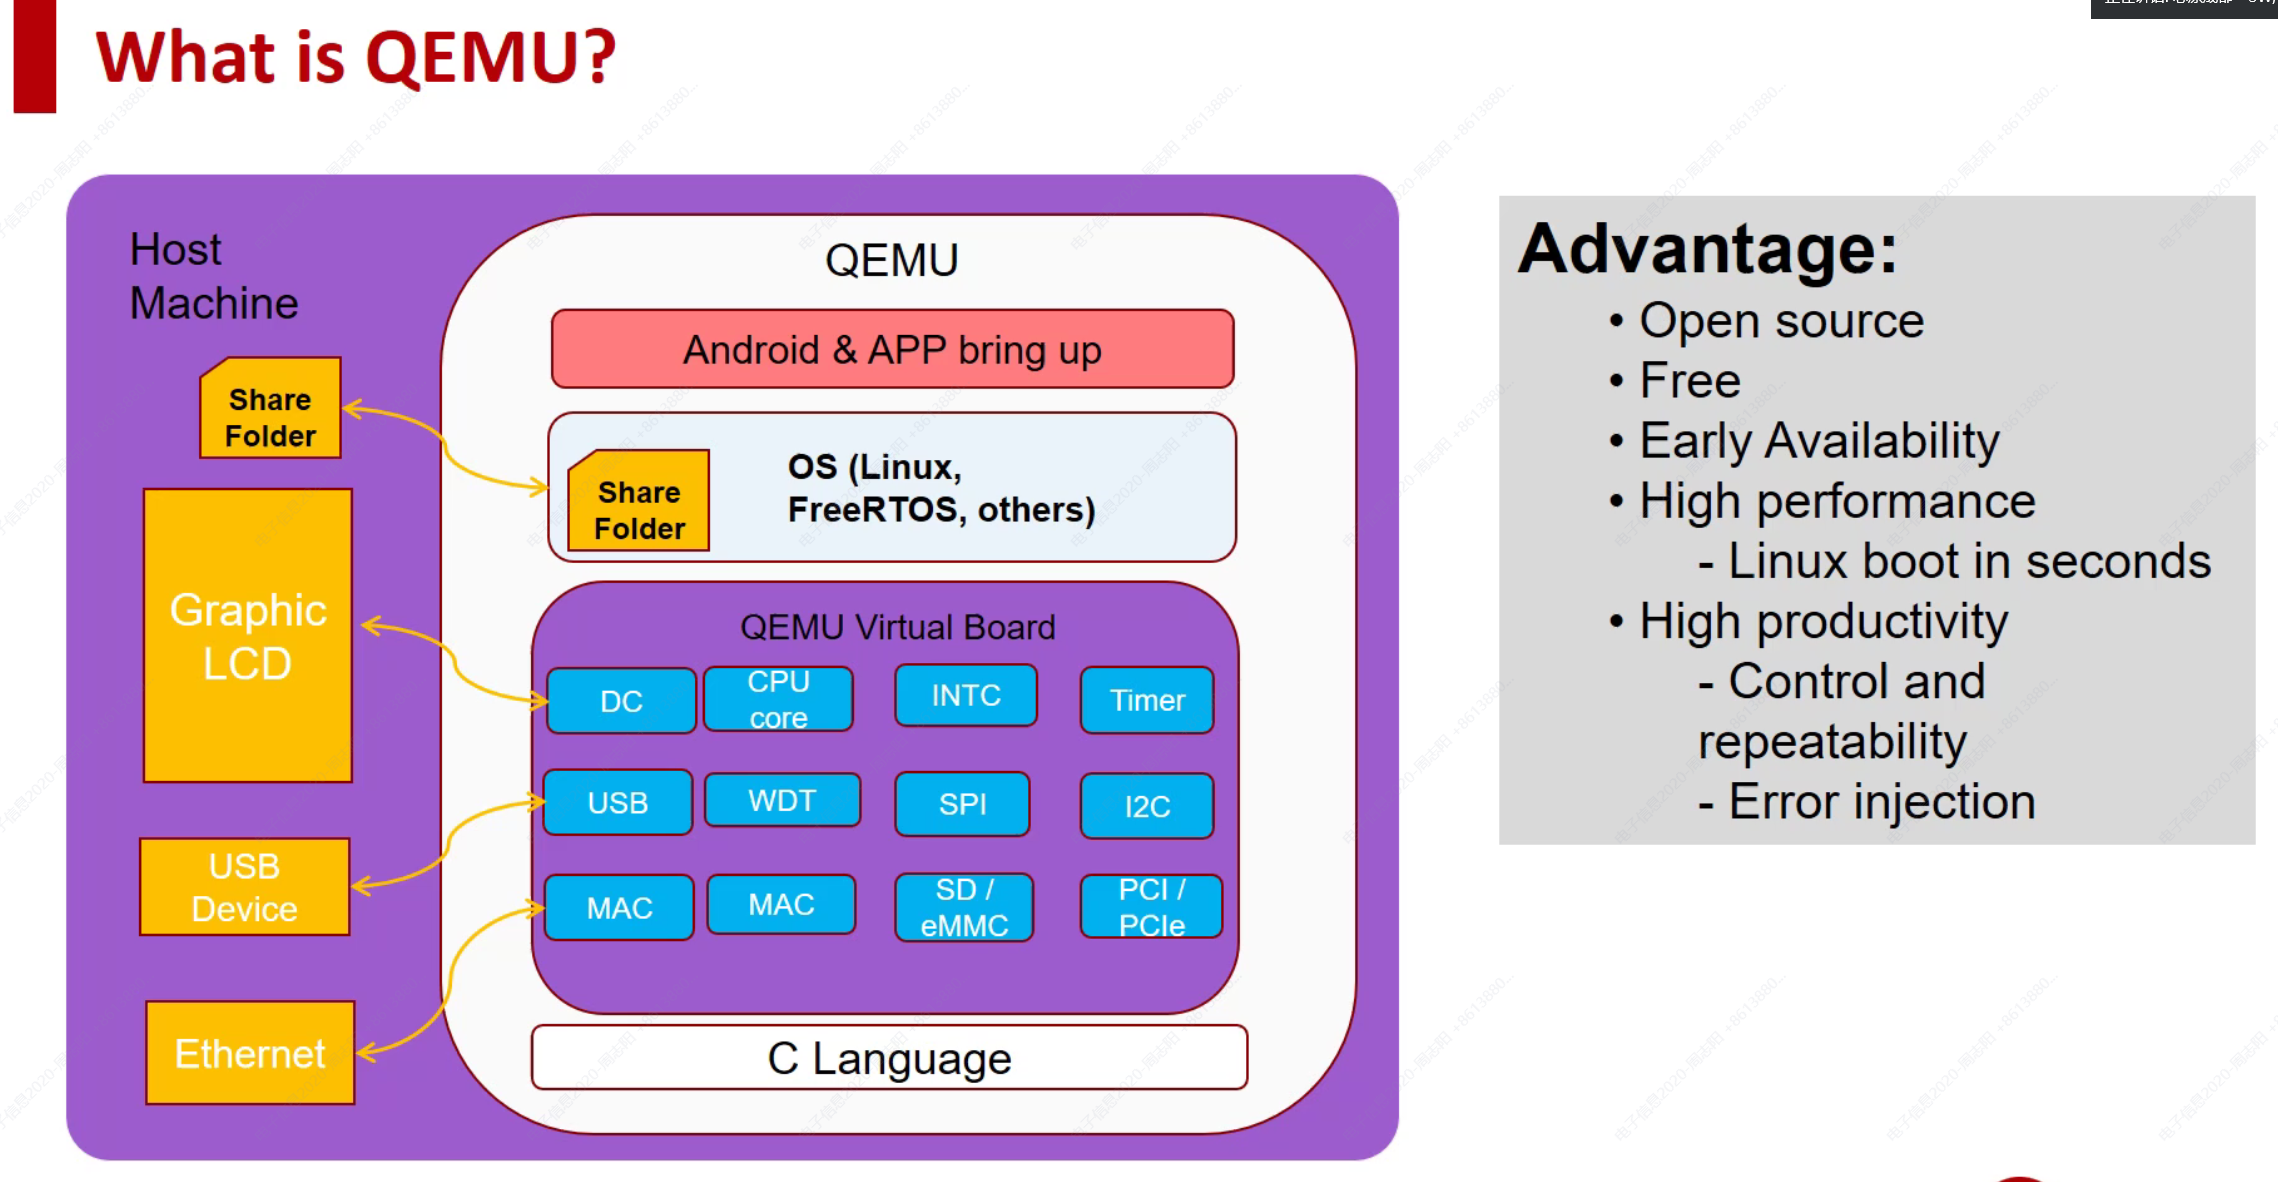 What is QEMU?
Host
Machine
Share
Folder
Graphic
LCD
USB
Device
Ethernet
QEMU
Android & APP bring up
Share
Folder
OS (Linux,
FreeRTOS, others)
QEMU Virtual Board
DC
CPU
core
INTC
Timer
USB
WDT
SPI
I2C
MAC
MAC
SD /
eMMC
PCI /
PCIe
C Language
Advantage:
• Open source
• Free
• Early Availability
• High performance
- Linux boot in seconds
• High productivity
- Control and
repeatability
- Error injection